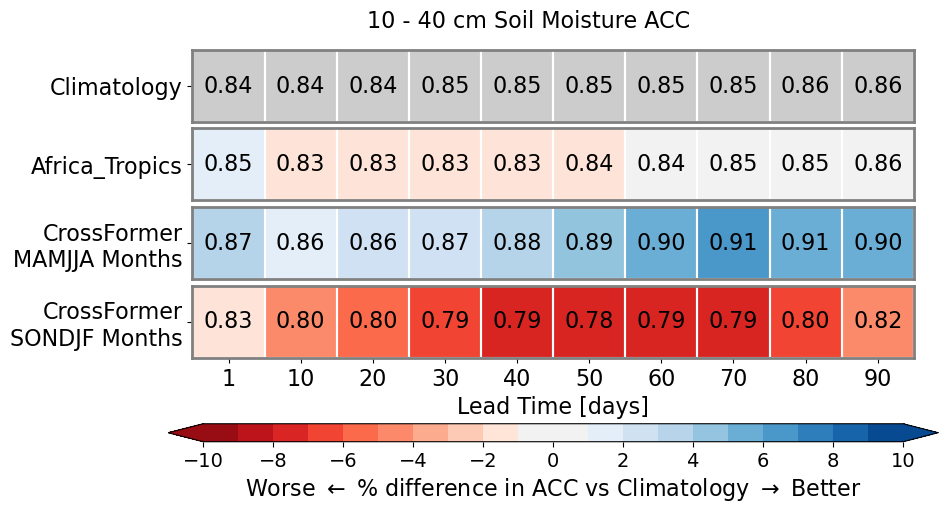 10 - 40 cm Soil Moisture ACC
Climatology 0.84 0.84 0.84 0.85 0.85 0.85 0.85 0.85 0.86 0.86
Africa_Tropics 0.85 0.83 0.83 0.83 0.83 0.84 0.84 0.85 0.85 0.86
CrossFormer
MAMJJA Months 0.87 0.86 0.86 0.87 0.88 0.89 0.90 0.91 0.91 0.90
CrossFormer
SONDJF Months 0.83 0.80 0.80 0.79 0.79 0.78 0.79 0.79 0.80 0.82
1 10 20 30 40 50 60 70 80 90
Lead Time [days]
−10 −8 −6 −4 −2 0 2 4 6 8 10
Worse ← % difference in ACC vs Climatology → Better